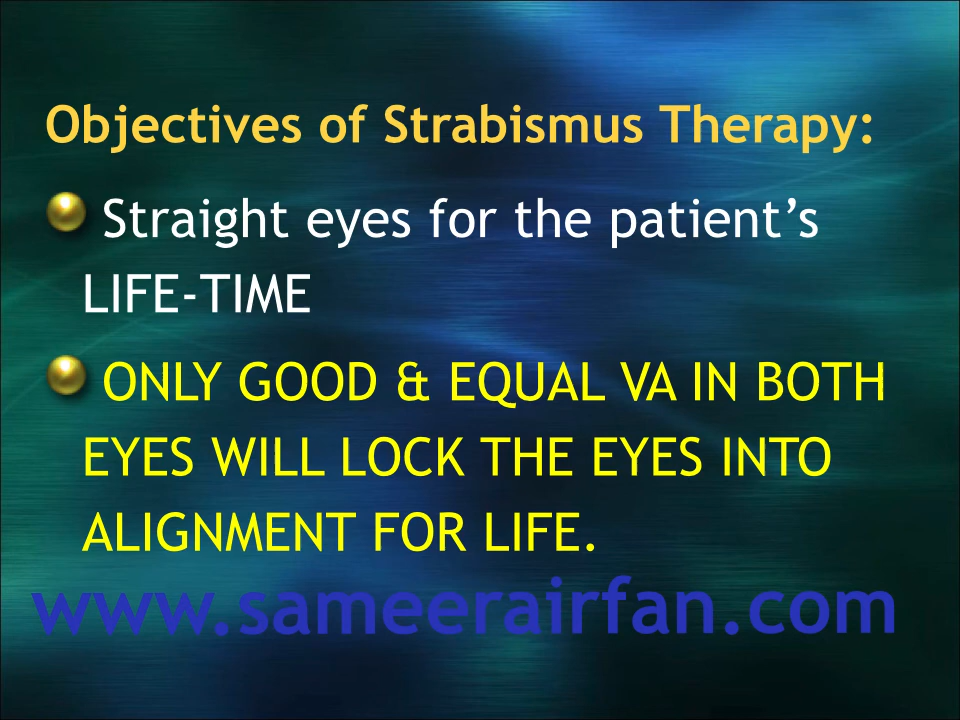 Objectives of Strabismus Therapy:
Straight eyes for the patient’s
LIFE-TIME
ONLY GOOD & EQUAL VA IN BOTH
EYES WILL LOCK THE EYES INTO
ALIGNMENT FOR LIFE.
www.sameerairfan.com